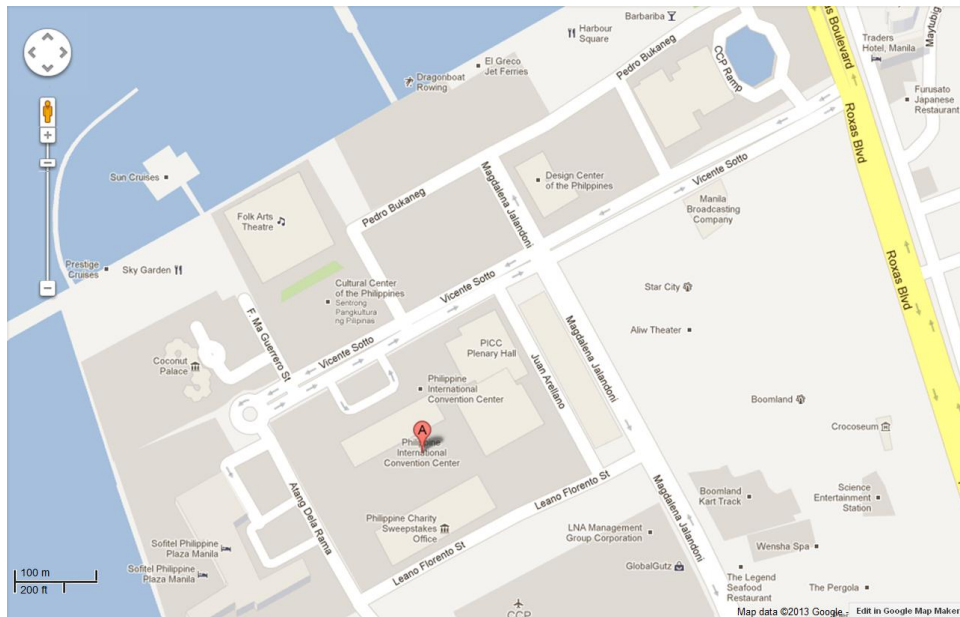 Barbariba
Harbour
Square
El Greco
Jet Ferries
Dragonboat
Rowing
Pedro Bukaneg
CCP Ramp
Roxas Boulevard
Traders
Hotel, Manila
Maytubig
Furusato
Japanese
Restaurant
Roxas Blvd
Sun Cruises
Folk Arts
Theatre
Pedro Bukaneg
Magdalena Jalandoni
Design Center
of the Philippines
Vicente Sotto
Manila
Broadcasting
Company
Prestige
Cruises
Sky Garden
Cultural Center
of the Philippines
Sentrong
Pangkultura
ng Pilipinas
Vicente Sotto
Star City
Roxas Blvd
F. Ma Guerrero St
Vicente Sotto
PICC
Plenary Hall
Juan Arellano
Magdalena Jalandoni
Aliw Theater
Coconut
Palace
Philippine
International
Convention Center
Boomland
Crocoseum
A
Philippine
International
Convention Center
Atang Dela Rama
Leano Florento St
Magdalena Jalandoni
Boomland
Kart Track
Science
Entertainment
Station
Philippine Charity
Sweepstakes
Office
LNA Management
Group Corporation
Wensha Spa
Sofitel Philippine
Plaza Manila
Leano Florento St
GlobalGutz
Sofitel Philippine
Plaza Manila
The Legend
Seafood
Restaurant
The Pergola
100 m
200 ft
CCP
Map data ©2013 Google -
Edit in Google Map Maker